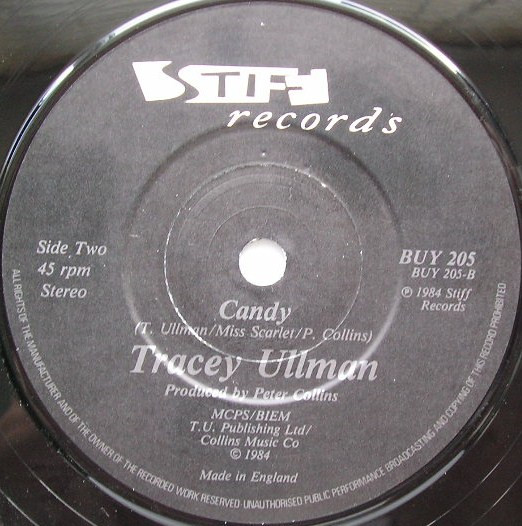 STIFF
records
Side Two
45 rpm
Stereo
BUY 205
BUY 205-B
℗ 1984 Stiff
Records
Candy
(T. Ullman/Miss Scarlet/P. Collins)
Tracey Ullman
Produced by Peter Collins
MCPS/BIEM
T.U. Publishing Ltd/
Collins Music Co
© 1984
Made in England
ALL RIGHTS OF THE MANUFACTURER AND OF THE OWNER OF THE RECORDED WORK RESERVED · UNAUTHORISED PUBLIC PERFORMANCE BROADCASTING AND COPYING OF THIS RECORD PROHIBITED